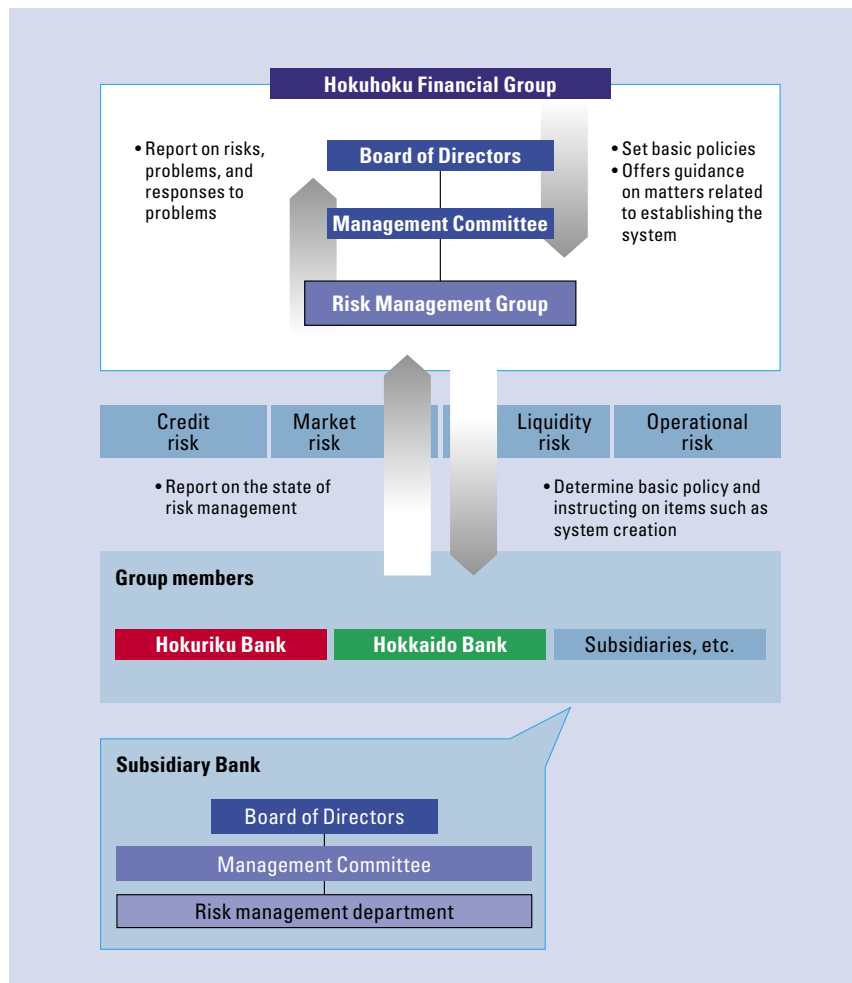 Hokuhoku Financial Group
• Report on risks,
problems, and
responses to
problems
Board of Directors
Management Committee
Risk Management Group
• Set basic policies
• Offers guidance
on matters related
to establishing the
system
Credit
risk
Market
risk
Liquidity
risk
Operational
risk
• Report on the state of
risk management
• Determine basic policy and
instructing on items such as
system creation
Group members
Hokuriku Bank
Hokkaido Bank
Subsidiaries, etc.
Subsidiary Bank
Board of Directors
Management Committee
Risk management department